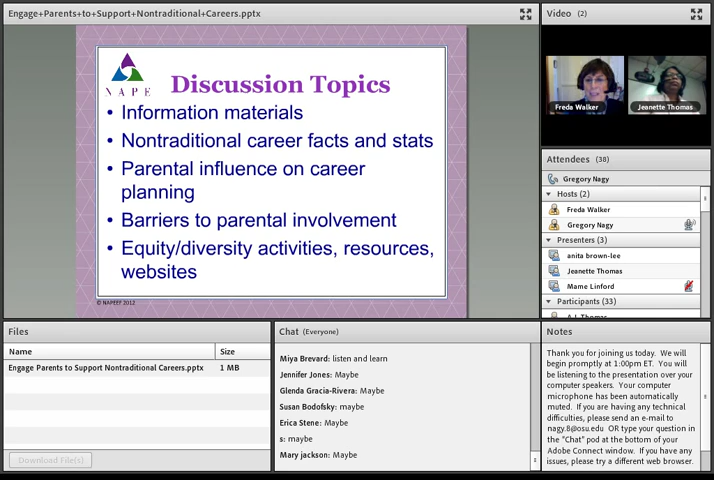 Engage+Parents+to+Support+Nontraditional+Careers.pptx
NAPE
Discussion Topics
• Information materials
• Nontraditional career facts and stats
• Parental influence on career
planning
• Barriers to parental involvement
• Equity/diversity activities, resources,
websites
© NAPEEF 2012
Video (2)
Freda Walker
Jeanette Thomas
Attendees (38)
Gregory Nagy
Hosts (2)
Freda Walker
Gregory Nagy
Presenters (3)
anita brown-lee
Jeanette Thomas
Mame Linford
Participants (33)
A.J. Thomas
Files
Name Size
Engage Parents to Support Nontraditional Careers.pptx 1 MB
Download File(s)
Chat (Everyone)
Miya Brevard: listen and learn
Jennifer Jones: Maybe
Glenda Gracia-Rivera: Maybe
Susan Bodofsky: maybe
Erica Stene: Maybe
s: maybe
Mary jackson: Maybe
Notes
Thank you for joining us today. We will
begin promptly at 1:00pm ET. You will
be listening to the presentation over your
computer speakers. Your computer
microphone has been automatically
muted. If you are having any technical
difficulties, please send an e-mail to
nagy.8@osu.edu OR type your question in
the "Chat" pod at the bottom of your
Adobe Connect window. If you have any
issues, please try a different web browser.